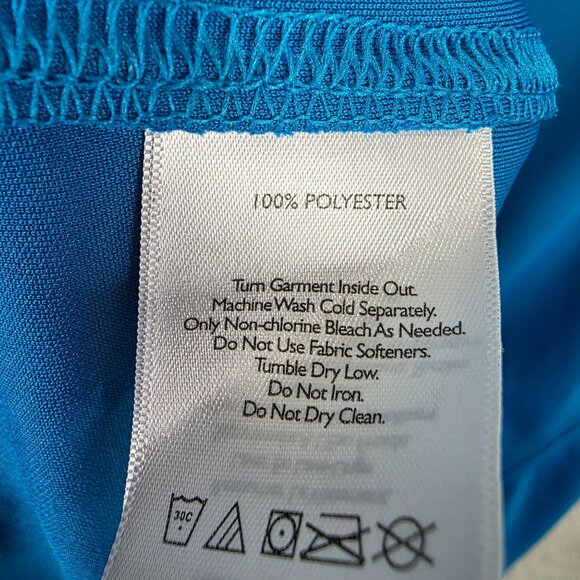 100% POLYESTER
Turn Garment Inside Out.
Machine Wash Cold Separately.
Only Non-chlorine Bleach As Needed.
Do Not Use Fabric Softeners.
Tumble Dry Low.
Do Not Iron.
Do Not Dry Clean.
30C